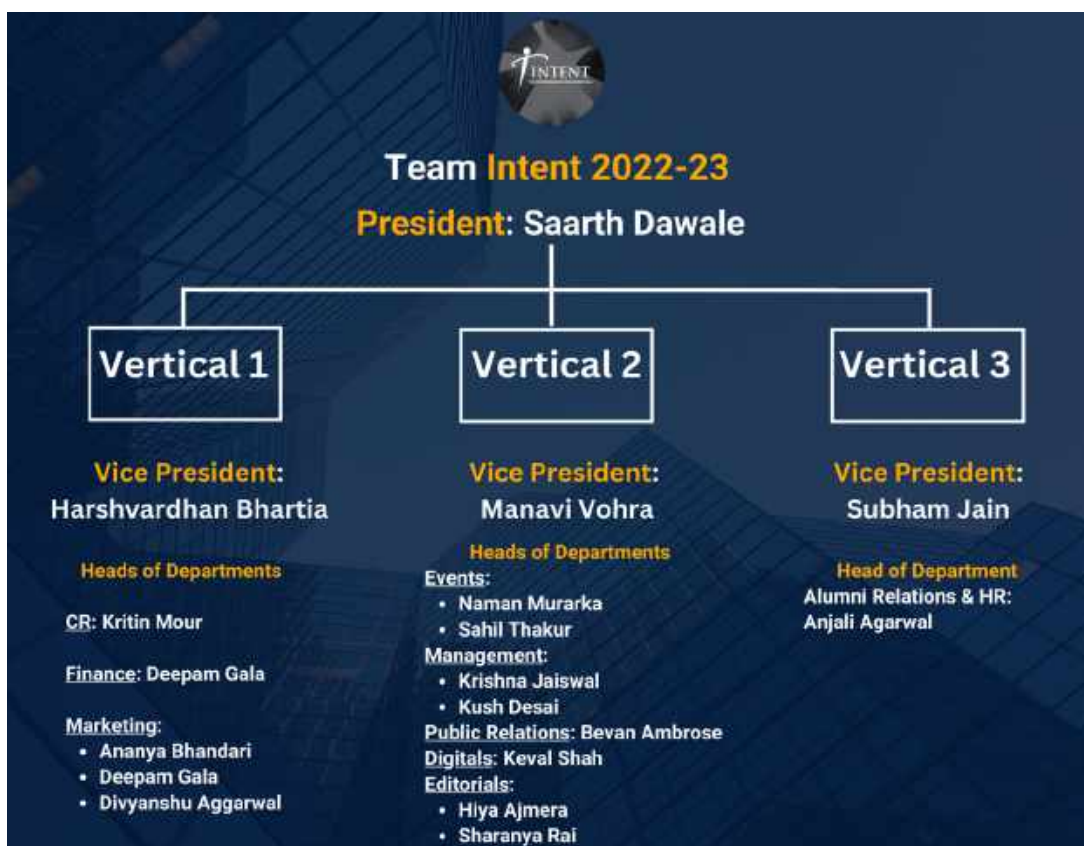 INTENT
Team Intent 2022-23
President: Saarth Dawale
Vertical 1
Vice President:
Harshvardhan Bhartia
Heads of Departments
CR: Kritin Mour
Finance: Deepam Gala
Marketing:
• Ananya Bhandari
• Deepam Gala
• Divyanshu Aggarwal
Vertical 2
Vice President:
Manavi Vohra
Heads of Departments
Events:
• Naman Murarka
• Sahil Thakur
Management:
• Krishna Jaiswal
• Kush Desai
Public Relations: Bevan Ambrose
Digitals: Keval Shah
Editorials:
• Hiya Ajmera
• Sharanya Rai
Vertical 3
Vice President:
Subham Jain
Head of Department
Alumni Relations & HR:
Anjali Agarwal